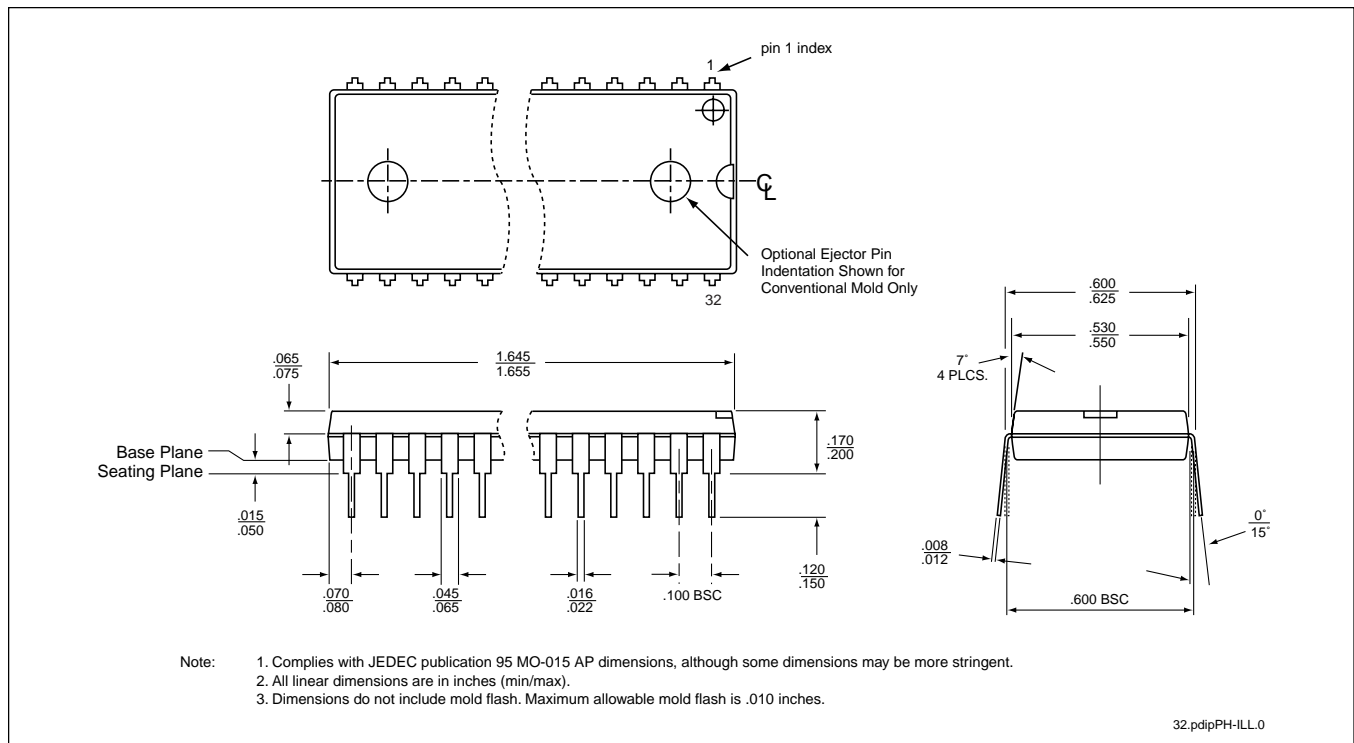 pin 1 index
1
℄
Optional Ejector Pin
Indentation Shown for
Conventional Mold Only
32
.600
.625
.530
.550
7°
4 PLCS.
.065
.075
1.645
1.655
Base Plane
Seating Plane
.170
.200
.015
.050
.070
.080
.045
.065
.016
.022
.100 BSC
.120
.150
.008
.012
0°
15°
.600 BSC
Note: 1. Complies with JEDEC publication 95 MO-015 AP dimensions, although some dimensions may be more stringent.
2. All linear dimensions are in inches (min/max).
3. Dimensions do not include mold flash. Maximum allowable mold flash is .010 inches.
32.pdipPH-ILL.0